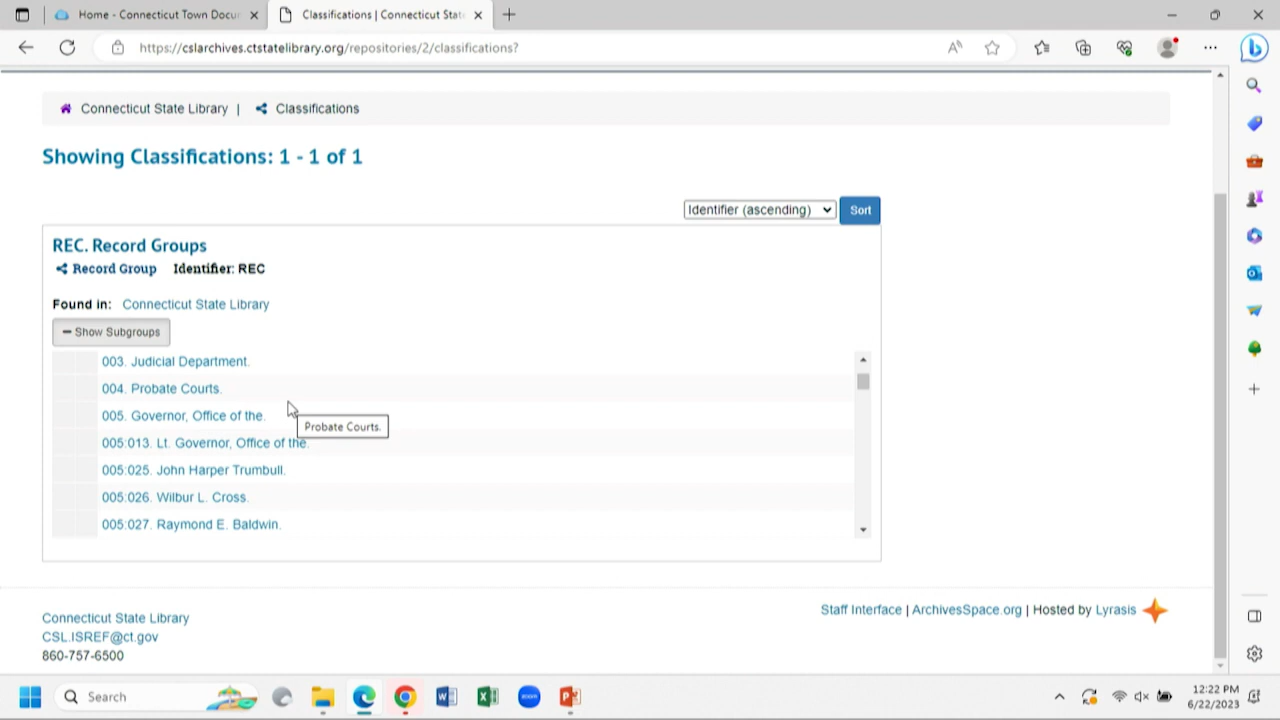 Home - Connecticut Town Docu
Classifications | Connecticut Stat
https://cslarchives.ctstatelibrary.org/repositories/2/classifications?
Connecticut State Library |
Classifications
Showing Classifications: 1 - 1 of 1
Identifier (ascending)
Sort
REC. Record Groups
Record Group
Identifier: REC
Found in: Connecticut State Library
Show Subgroups
003. Judicial Department.
004. Probate Courts.
005. Governor, Office of the.
Probate Courts.
005:013. Lt. Governor, Office of the.
005:025. John Harper Trumbull.
005:026. Wilbur L. Cross.
005:027. Raymond E. Baldwin.
Connecticut State Library
CSL.ISREF@ct.gov
860-757-6500
Staff Interface | ArchivesSpace.org | Hosted by Lyrasis
Search
12:22 PM
6/22/2023